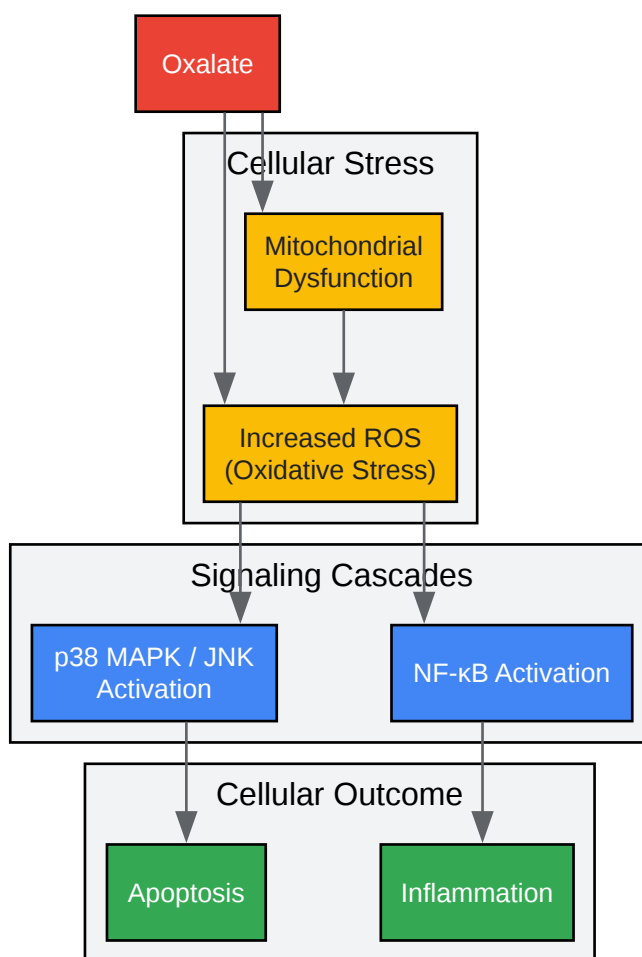 Oxalate
Cellular Stress
Mitochondrial
Dysfunction
Increased ROS
(Oxidative Stress)
Signaling Cascades
p38 MAPK / JNK
Activation
NF-κB Activation
Cellular Outcome
Apoptosis
Inflammation